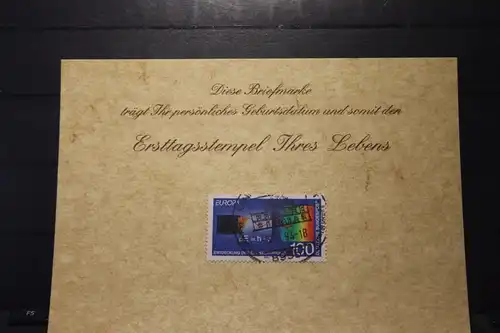 Diese Briefmarke
trägt Ihr persönliches Geburtsdatum und somit den
Ersttagsstempel Ihres Lebens
EUROPA
100